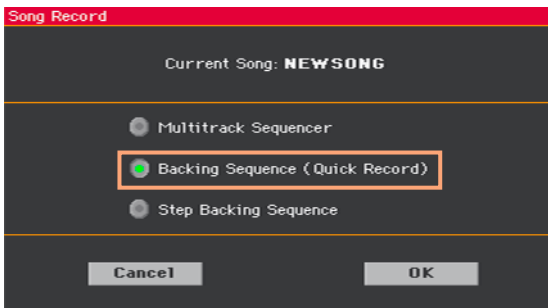 Song Record
Current Song: NEWSONG
Multitrack Sequencer
Backing Sequence (Quick Record)
Step Backing Sequence
Cancel OK